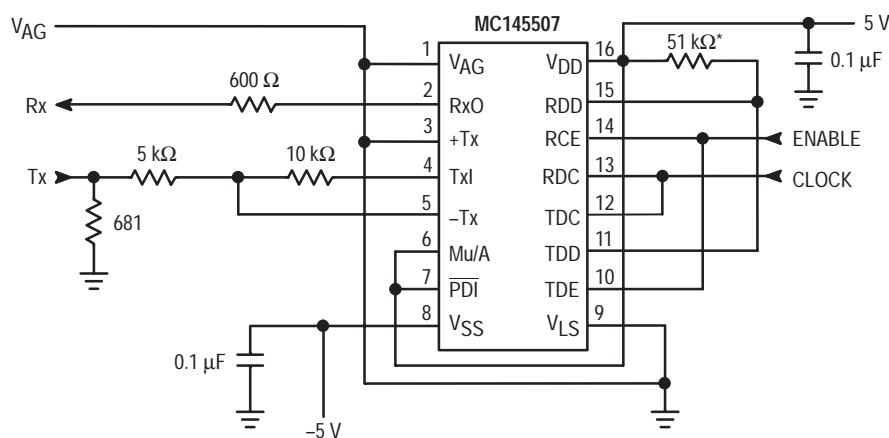 MC145507
VAG
5 V
1
VAG
VDD
16
51 kΩ*
0.1 µF
Rx
600 Ω
2
RxO
RDD
15
3
+Tx
RCE
14
ENABLE
Tx
5 kΩ
10 kΩ
4
TxI
RDC
13
CLOCK
681
5
–Tx
TDC
12
6
Mu/A
TDD
11
7
PDI
TDE
10
8
VSS
VLS
9
0.1 µF
–5 V